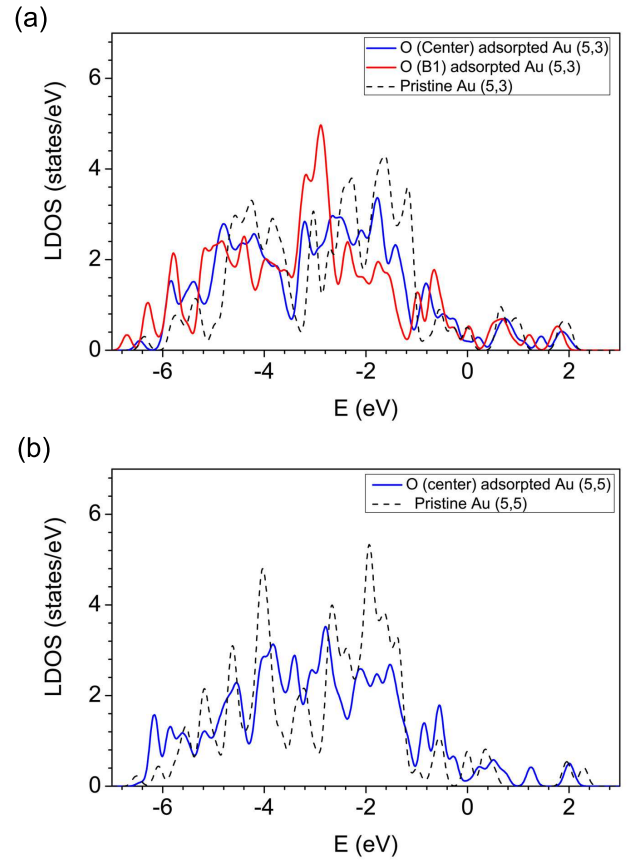 (a)
O (Center) adsorpted Au (5,3)
O (B1) adsorpted Au (5,3)
Pristine Au (5,3)
LDOS (states/eV)
6
4
2
0
-6 -4 -2 0 2
E (eV)
(b)
O (center) adsorpted Au (5,5)
Pristine Au (5,5)
LDOS (states/eV)
6
4
2
0
-6 -4 -2 0 2
E (eV)